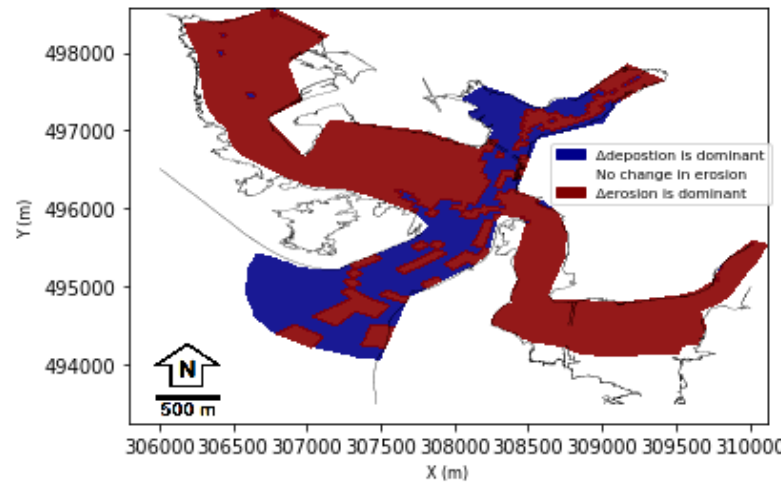 498000
497000
496000
495000
494000
Y (m)
Δdepostion is dominant
No change in erosion
Δerosion is dominant
N
500 m
306000 306500 307000 307500 308000 308500 309000 309500 310000
X (m)